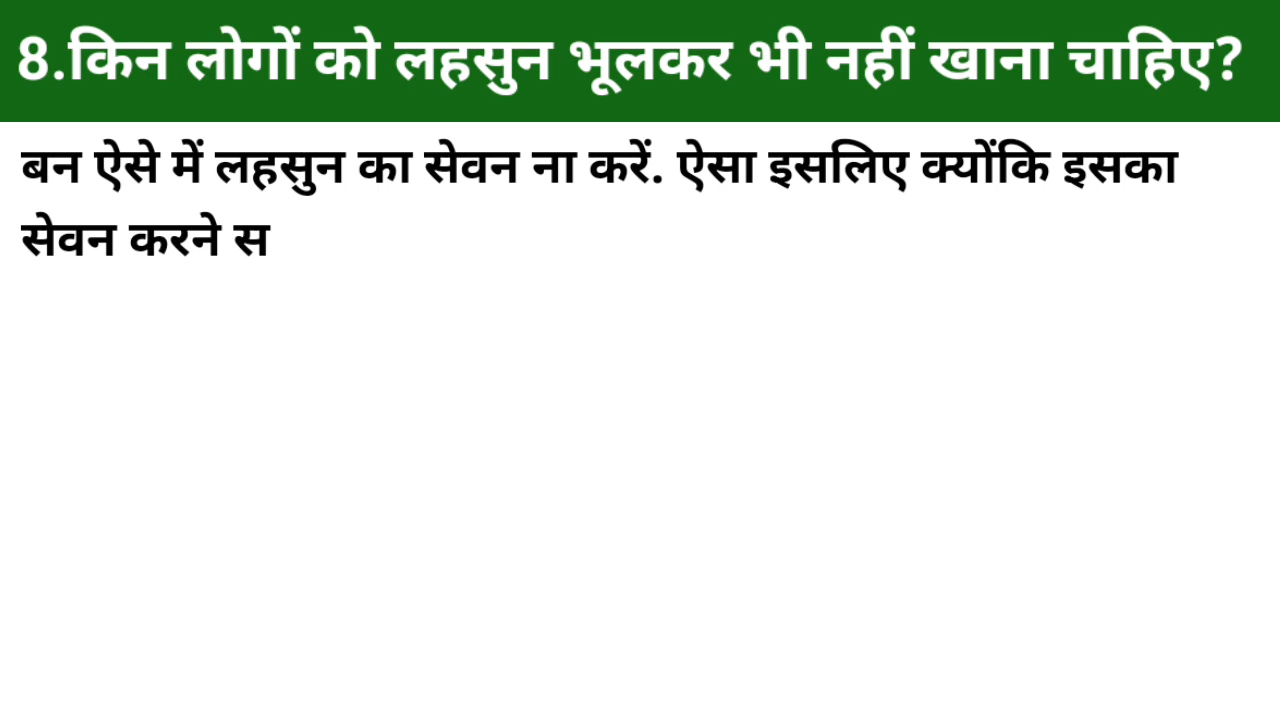 8.किन लोगों को लहसुन भूलकर भी नहीं खाना चाहिए?
बन ऐसे में लहसुन का सेवन ना करें. ऐसा इसलिए क्योंकि इसका
सेवन करने स